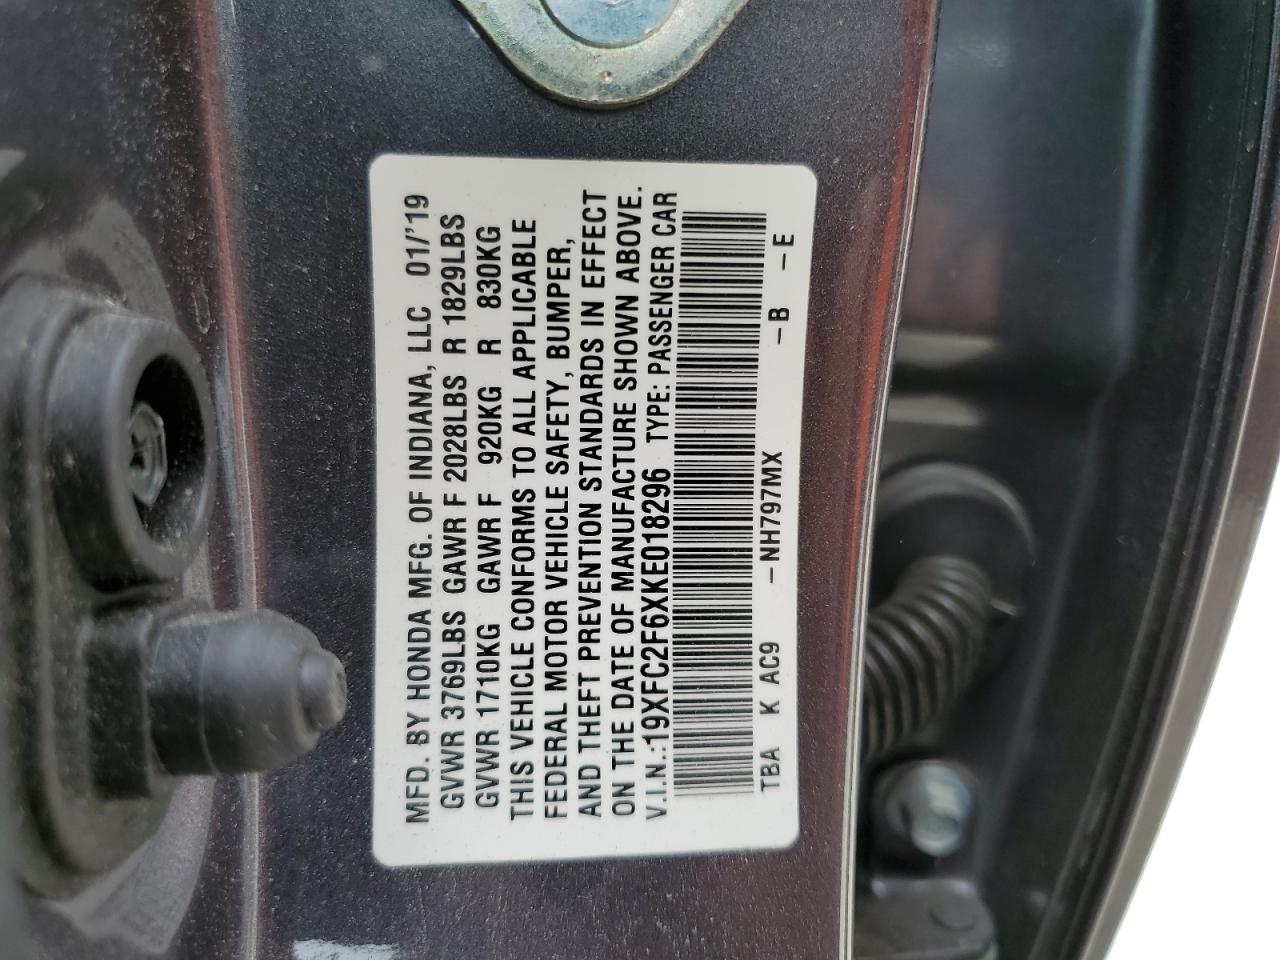 MFD. BY HONDA MFG. OF INDIANA, LLC 01/'19
GVWR 3769LBS GAWR F 2028LBS R 1829LBS
GVWR 1710KG GAWR F 920KG R 830KG
THIS VEHICLE CONFORMS TO ALL APPLICABLE
FEDERAL MOTOR VEHICLE SAFETY, BUMPER,
AND THEFT PREVENTION STANDARDS IN EFFECT
ON THE DATE OF MANUFACTURE SHOWN ABOVE.
V.I.N.:19XFC2F6XKE018296 TYPE: PASSENGER CAR
TBA K AC9 –NH797MX –B –E